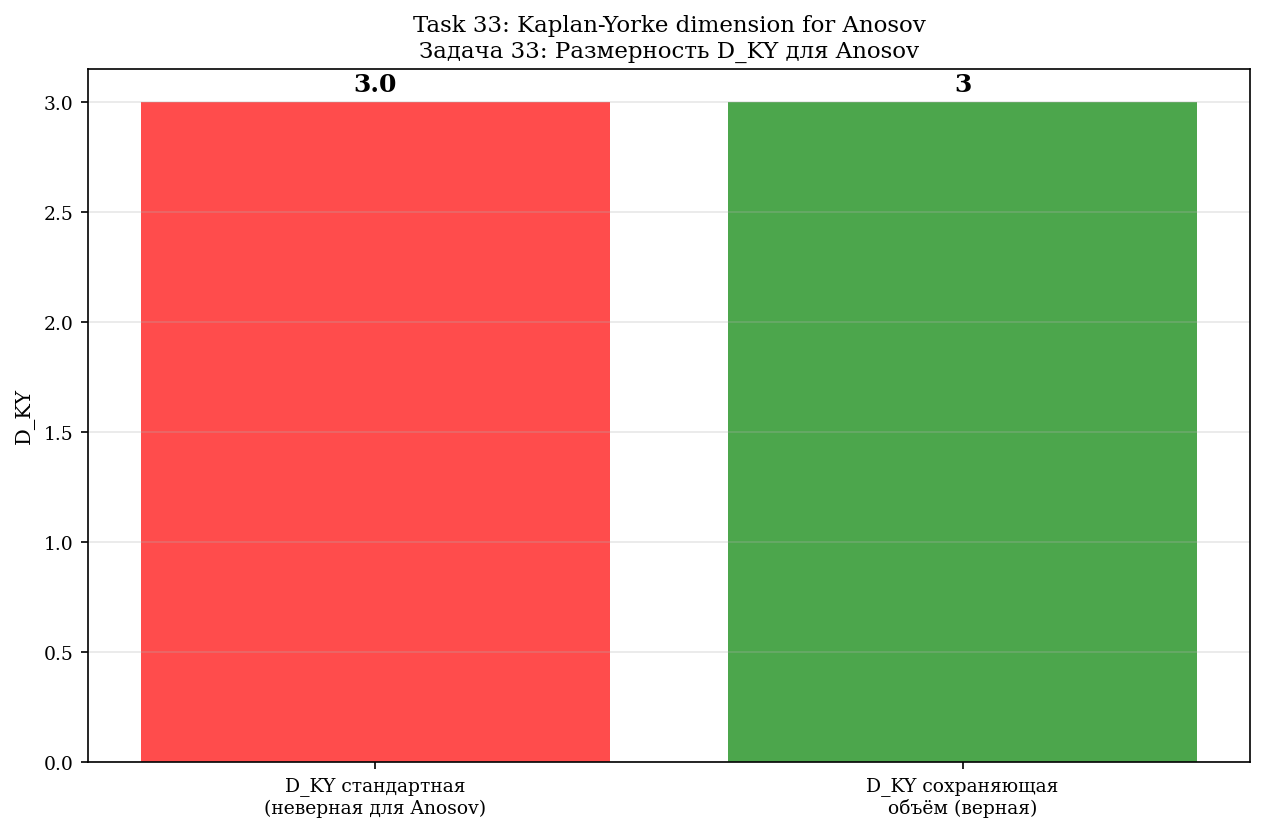 Task 33: Kaplan-Yorke dimension for Anosov
Задача 33: Размерность D_KY для Anosov
3.0
3
3.0
2.5
2.0
1.5
1.0
0.5
0.0
D_KY
D_KY стандартная
(неверная для Anosov)
D_KY сохраняющая
объём (верная)